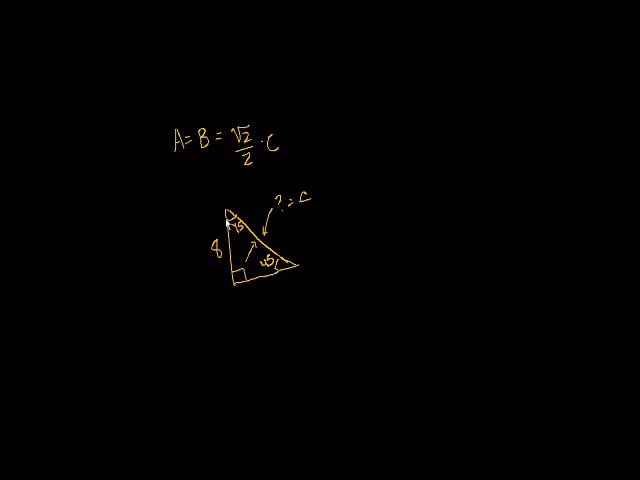 A = B = √2/2 · C
? = C
45
8
45